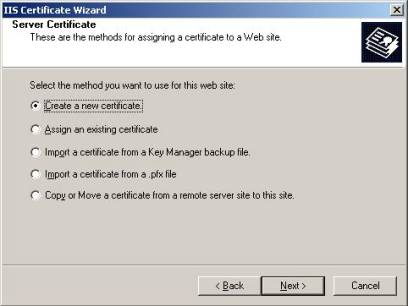 IIS Certificate Wizard
Server Certificate
These are the methods for assigning a certificate to a Web site.
Select the method you want to use for this web site:
Create a new certificate.
Assign an existing certificate
Import a certificate from a Key Manager backup file.
Import a certificate from a .pfx file
Copy or Move a certificate from a remote server site to this site.
< Back
Next >
Cancel